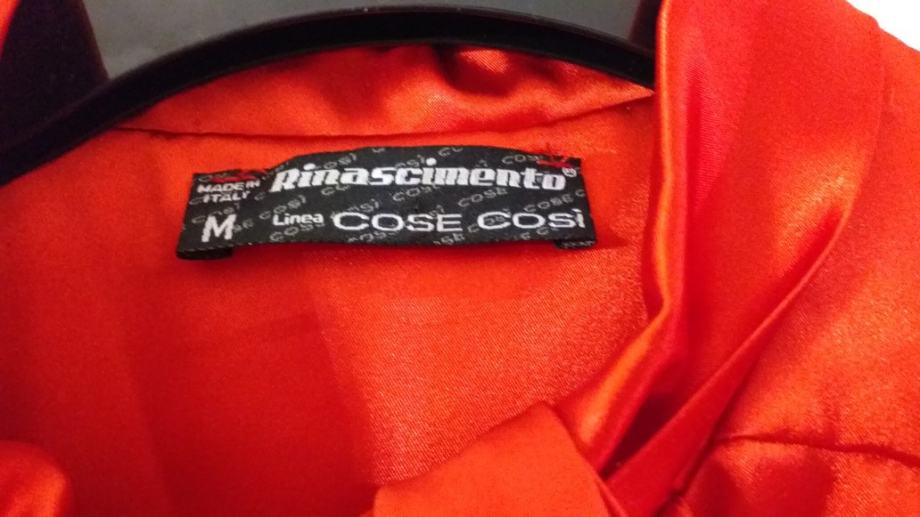 MADE IN
ITALY
Rinascimento®
M
Linea COSE COSÌ